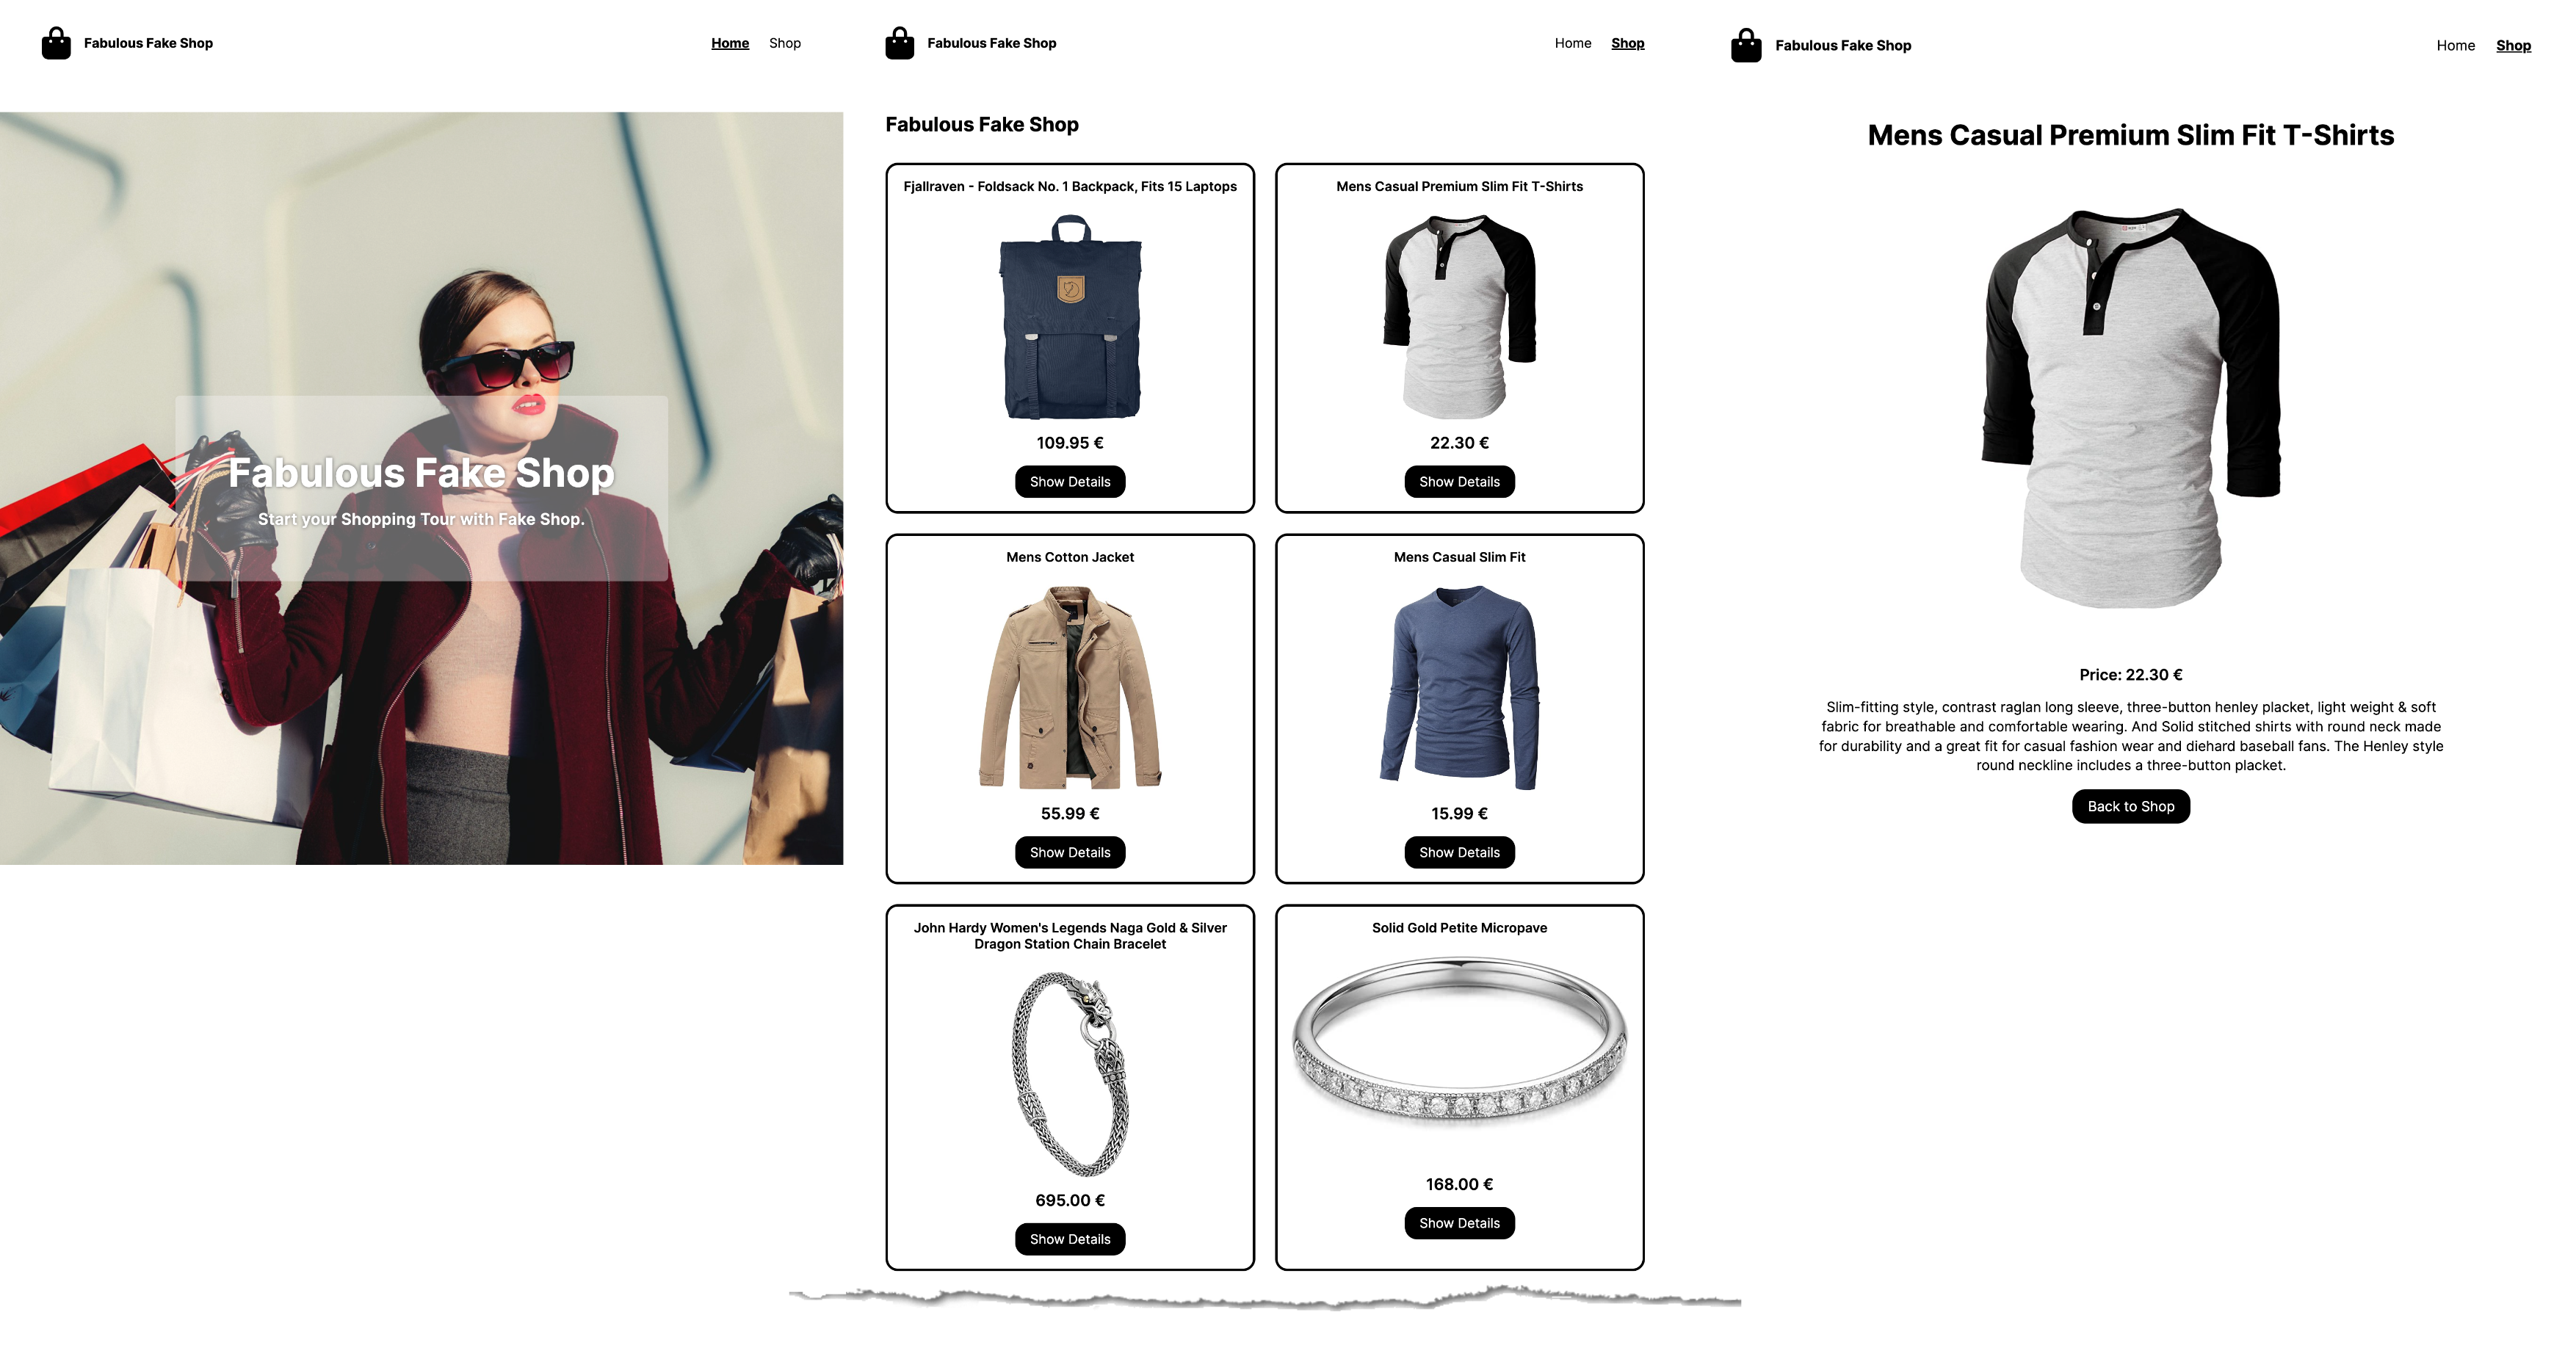 Fabulous Fake Shop
Home Shop
Fabulous Fake Shop
Start your Shopping Tour with Fake Shop.
Fabulous Fake Shop
Home Shop
Fabulous Fake Shop
Fjallraven - Foldsack No. 1 Backpack, Fits 15 Laptops
109.95 €
Show Details
Mens Casual Premium Slim Fit T-Shirts
22.30 €
Show Details
Mens Cotton Jacket
55.99 €
Show Details
Mens Casual Slim Fit
15.99 €
Show Details
John Hardy Women's Legends Naga Gold & Silver
Dragon Station Chain Bracelet
695.00 €
Show Details
Solid Gold Petite Micropave
168.00 €
Show Details
Fabulous Fake Shop
Home Shop
Mens Casual Premium Slim Fit T-Shirts
Price: 22.30 €
Slim-fitting style, contrast raglan long sleeve, three-button henley placket, light weight & soft
fabric for breathable and comfortable wearing. And Solid stitched shirts with round neck made
for durability and a great fit for casual fashion wear and diehard baseball fans. The Henley style
round neckline includes a three-button placket.
Back to Shop